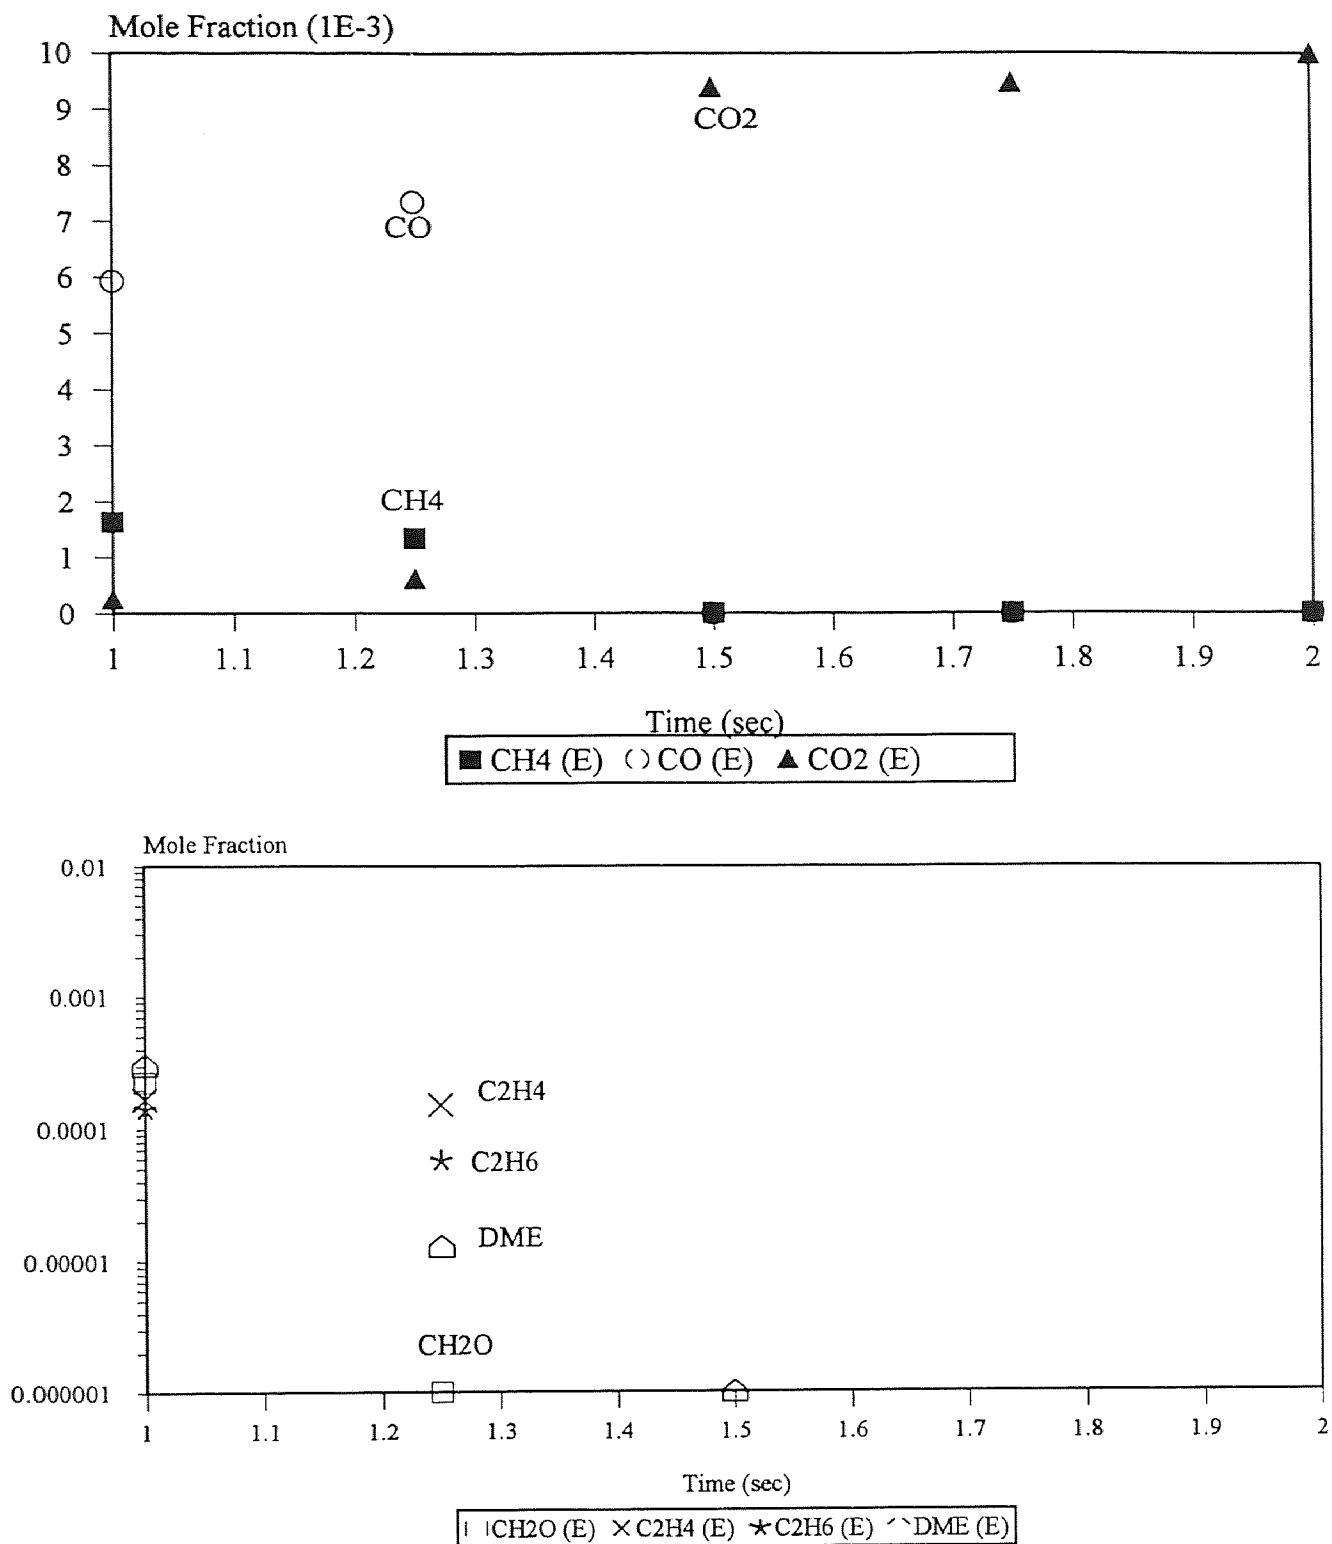 Mole Fraction (1E-3)
10
9
8
7
6
5
4
3
2
1
0
CO2
CO
CH4
1 1.1 1.2 1.3 1.4 1.5 1.6 1.7 1.8 1.9 2
Time (sec)
CH4 (E) CO (E) CO2 (E)
Mole Fraction
0.01
0.001
0.0001
0.00001
0.000001
C2H4
C2H6
DME
CH2O
1 1.1 1.2 1.3 1.4 1.5 1.6 1.7 1.8 1.9 2
Time (sec)
CH2O (E) C2H4 (E) C2H6 (E) DME (E)